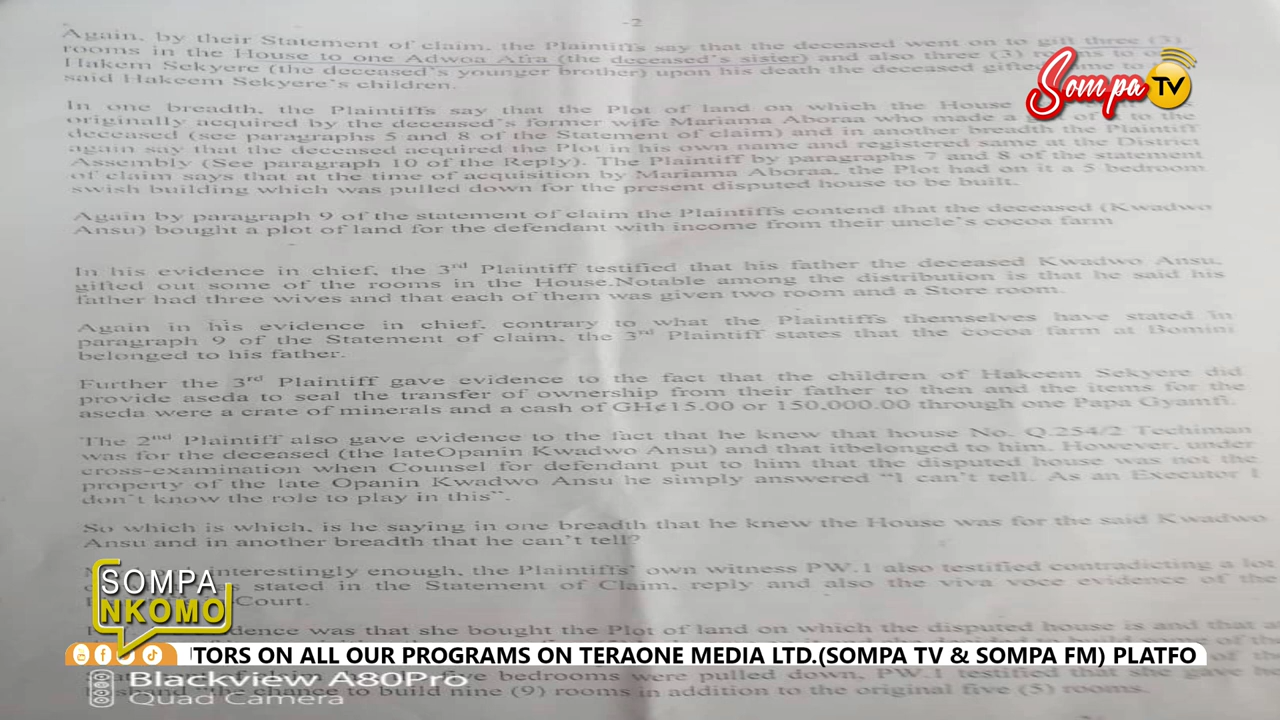 -2
Again, by their Statement of claim, the Plaintiffs say that the deceased went on to gift three (3)
rooms in the House to one Adwoa Afra (the deceased's sister) and also three (3) rooms to
Hakem Sekyere (the deceased's younger brother) upon his death the deceased gifted same to
said Hakeem Sekyere's children.
In one breadth, the Plaintiffs say that the Plot of land on which the House
originally acquired by the deceased's former wife Mariama Aboraa who made a of to the
deceased (see paragraphs 5 and 8 of the Statement of claim) and in another breadth the Plaintiff
again say that the deceased acquired the Plot in his own name and registered same at the District
Assembly (See paragraph 10 of the Reply). The Plaintiff by paragraphs 7 and 8 of the statement
of claim says that at the time of acquisition by Mariama Aboraa, the Plot had on it a 5 bedroom
swish building which was pulled down for the present disputed house to be built.
Again by paragraph 9 of the statement of claim the Plaintiffs contend that the deceased (Kwadwo
Ansu) bought a plot of land for the defendant with income from their uncle's cocoa farm
In his evidence in chief, the 3rd Plaintiff testified that his father the deceased Kwadwo Ansu,
gifted out some of the rooms in the House.Notable among the distribution is that he said his
father had three wives and that each of them was given two room and a Store room.
Again in his evidence in chief, contrary to what the Plaintiffs themselves have stated in
paragraph 9 of the Statement of claim, the 3rd Plaintiff states that the cocoa farm at Bomini
belonged to his father.
Further the 3rd Plaintiff gave evidence to the fact that the children of Hakeem Sekyere did
provide aseda to seal the transfer of ownership from their father to then and the items for the
aseda were a crate of minerals and a cash of GH¢15.00 or 150,000.00 through one Papa Gyamfi.
The 2nd Plaintiff also gave evidence to the fact that he knew that house No. Q.254/2 Techiman
was for the deceased (the lateOpanin Kwadwo Ansu) and that itbelonged to him. However, under
cross-examination when Counsel for defendant put to him that the disputed house was not the
property of the late Opanin Kwadwo Ansu he simply answered "I can't tell. As an Executor I
don't know the role to play in this".
So which is which, is he saying in one breadth that he knew the House was for the said Kwadwo
Ansu and in another breadth that he can't tell?
interestingly enough, the Plaintiffs' own witness PW.1 also testified contradicting a lot
stated in the Statement of Claim, reply and also the viva voce evidence of the
Court.
was that she bought the Plot of land on which the disputed house is and that a
bedrooms were pulled down, PW.1 testified that she gave
chance to build nine (9) rooms in addition to the original five (5) rooms.
Sompa TV
SOMPA
NKOMO
TORS ON ALL OUR PROGRAMS ON TERAONE MEDIA LTD.(SOMPA TV & SOMPA FM) PLATFO
Blackview A80Pro
Quad Camera